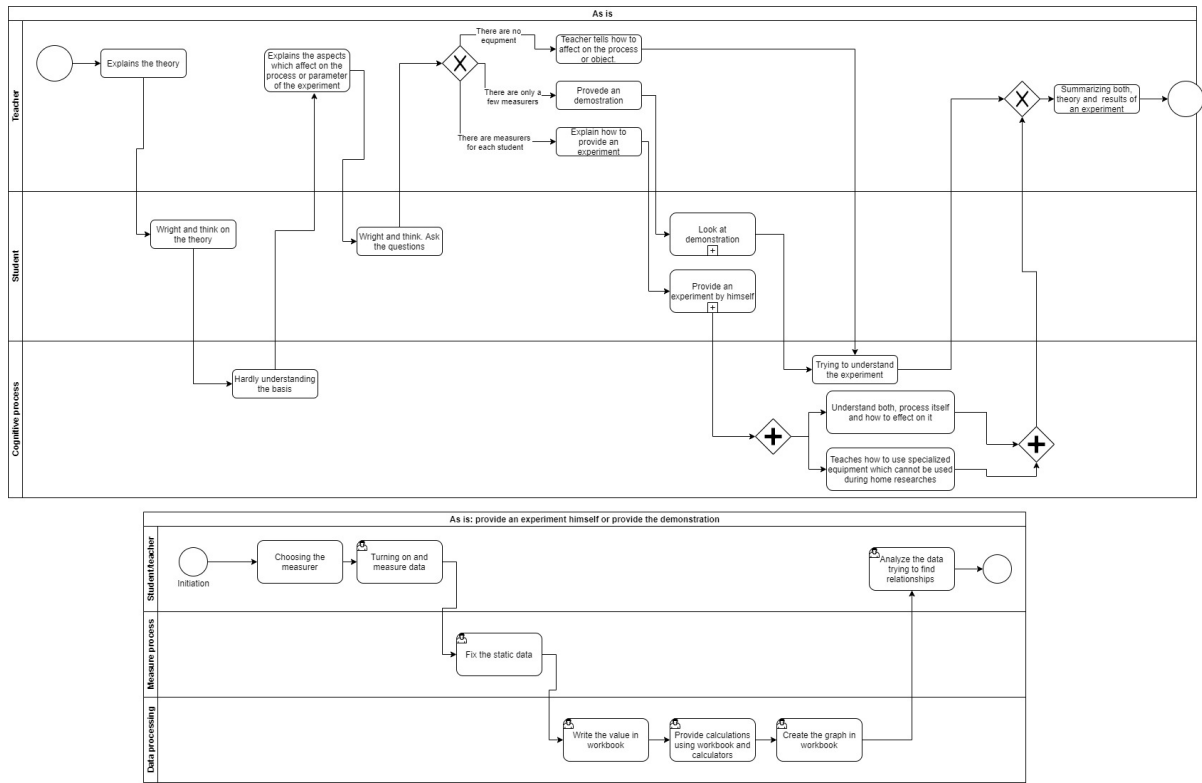 As is
Teacher
Explains the theory
Explains the aspects
which affect on the
process or parameter
of the experiment
There are no
equpment
Teacher tells how to
affect on the process
or object
There are only a
few measurers
Provede an
demostration
There are measurers
for each student
Explain how to
provide an
experiment
Summarizing both,
theory and results of
an experiment
Student
Wright and think on
the theory
Wright and think. Ask
the questions
Look at
demonstration
Provide an
experiment by himself
Cognitive process
Hardly understanding
the basis
Trying to understand
the experiment
Understand both, process itself
and how to effect on it
Teaches how to use specialized
equipment which cannot be used
during home researches
As is: provide an experiment himself or provide the demonstration
Student/teacher
Initiation
Choosing the
measurer
Turning on and
measure data
Analyze the data
trying to find
relationships
Measure process
Fix the static data
Data processing
Write the value in
workbook
Provide calculations
using workbook and
calculators
Create the graph in
workbook